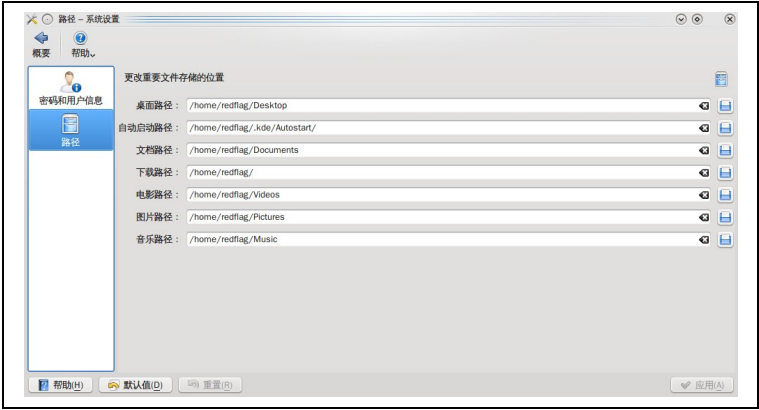 路径 – 系统设置
概要
帮助
密码和用户信息
路径
更改重要文件存储的位置
桌面路径： /home/redflag/Desktop
自动启动路径： /home/redflag/.kde/Autostart/
文档路径： /home/redflag/Documents
下载路径： /home/redflag/
电影路径： /home/redflag/Videos
图片路径： /home/redflag/Pictures
音乐路径： /home/redflag/Music
帮助(H) 默认值(D) 重置(R) 应用(A)